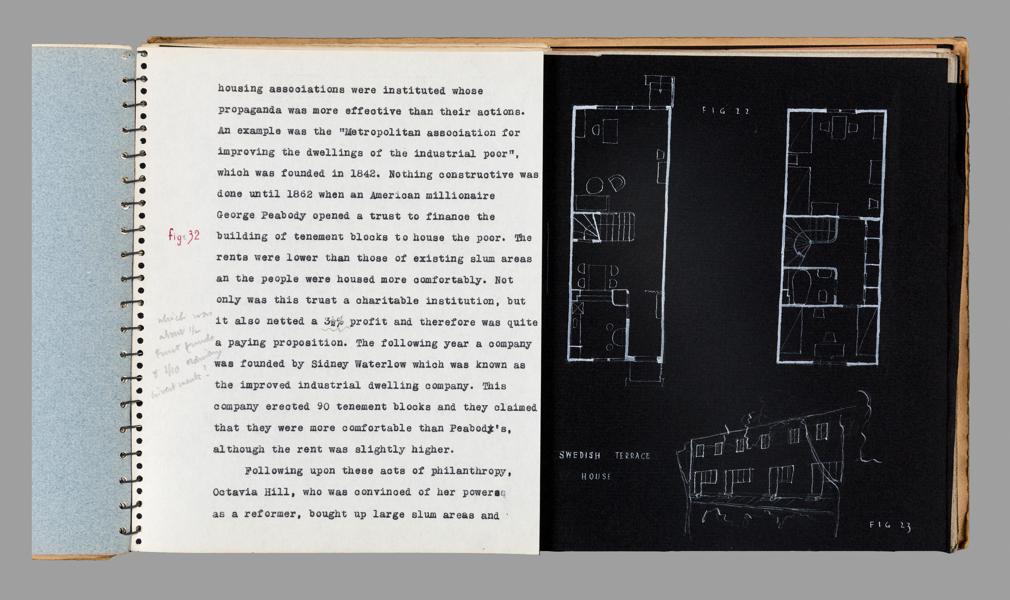 housing associations were instituted whose
propaganda was more effective than their actions.
An example was the "Metropolitan association for
improving the dwellings of the industrial poor",
which was founded in 1842. Nothing constructive was
done until 1862 when an American millionaire
George Peabody opened a trust to finance the
fig: 32
building of tenement blocks to house the poor. The
rents were lower than those of existing slum areas
an the people were housed more comfortably. Not
only was this trust a charitable institution, but
it also netted a 3½% profit and therefore was quite
which was
about ½
a paying proposition. The following year a company
was founded by Sidney Waterlow which was known as
the improved industrial dwelling company. This
company erected 90 tenement blocks and they claimed
that they were more comfortable than Peabody's,
although the rent was slightly higher.
Following upon these acts of philanthropy,
Octavia Hill, who was convinced of her powers
as a reformer, bought up large slum areas and
FIG 22
SWEDISH TERRACE
HOUSE
FIG 23